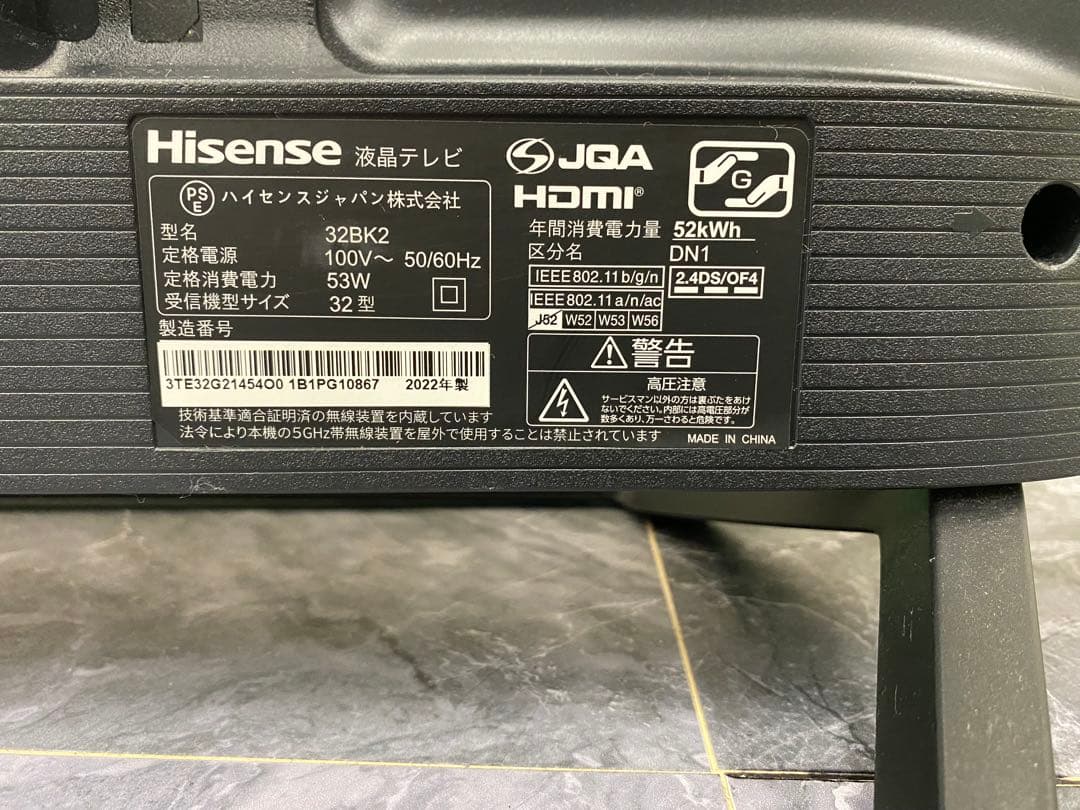 Hisense 液晶テレビ
PS
E
ハイセンスジャパン株式会社
型名 32BK2
定格電源 100V～ 50/60Hz
定格消費電力 53W
受信機型サイズ 32型
製造番号
3TE32G21454O0 1B1PG10867 2022年製
技術基準適合証明済の無線装置を内蔵しています
法令により本機の5GHz帯無線装置を屋外で使用することは禁止されています
JQA
HDMI®
G
年間消費電力量 52kWh
区分名 DN1
IEEE802.11b/g/n 2.4DS/OF4
IEEE802.11a/n/ac
J52 W52 W53 W56
警告
高圧注意
サービスマン以外の方は裏ぶたをあけ
ないでください。内部には高電圧部分が
数多くあり、万一さわると危険です。
MADE IN CHINA